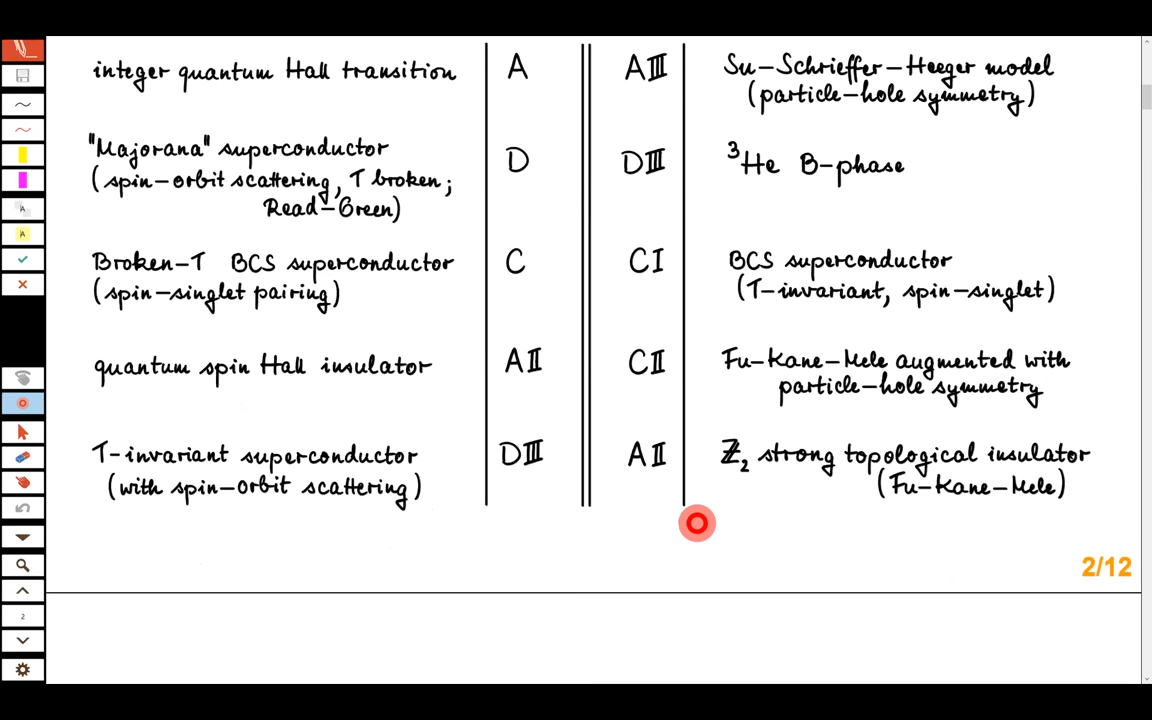 integer quantum Hall transition A AIII Su-Schrieffer-Heeger model
(particle-hole symmetry)
"Majorana" superconductor
(spin-orbit scattering, T broken; D DIII ³He B-phase
Read-Green)
Broken-T BCS superconductor C CI BCS superconductor
(spin-singlet pairing) (T-invariant, spin-singlet)
quantum spin Hall insulator AII CII Fu-Kane-Mele augmented with
particle-hole symmetry
T-invariant superconductor DIII AII ℤ₂ strong topological insulator
(with spin-orbit scattering) (Fu-Kane-Mele)
2/12
A
A
2